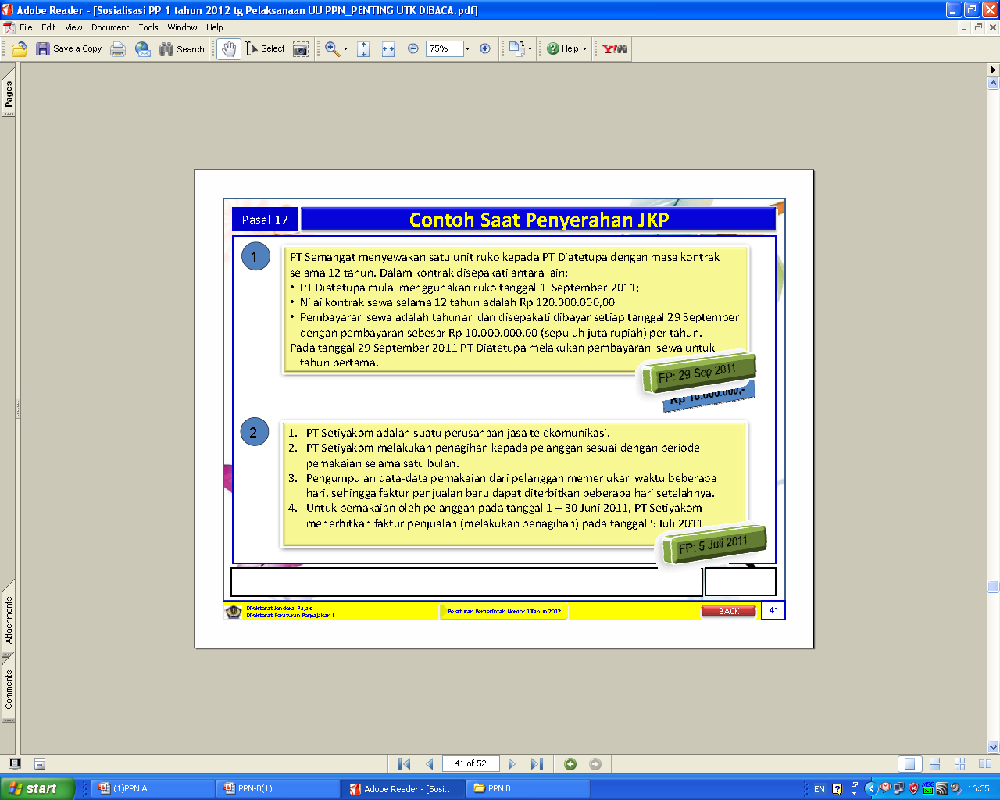 Adobe Reader - [Sosialisasi PP 1 tahun 2012 tg Pelaksanaan UU PPN_PENTING UTK DIBACA.pdf]
File Edit View Document Tools Window Help
Save a Copy Search Select 75% Help Y!
Pages
Pasal 17
Contoh Saat Penyerahan JKP
1
PT Semangat menyewakan satu unit ruko kepada PT Diatetupa dengan masa kontrak
selama 12 tahun. Dalam kontrak disepakati antara lain:
• PT Diatetupa mulai menggunakan ruko tanggal 1 September 2011;
• Nilai kontrak sewa selama 12 tahun adalah Rp 120.000.000,00
• Pembayaran sewa adalah tahunan dan disepakati dibayar setiap tanggal 29 September
dengan pembayaran sebesar Rp 10.000.000,00 (sepuluh juta rupiah) per tahun.
Pada tanggal 29 September 2011 PT Diatetupa melakukan pembayaran sewa untuk
tahun pertama.
FP: 29 Sep 2011
Rp 10.000.000,-
2
1. PT Setiyakom adalah suatu perusahaan jasa telekomunikasi.
2. PT Setiyakom melakukan penagihan kepada pelanggan sesuai dengan periode
pemakaian selama satu bulan.
3. Pengumpulan data-data pemakaian dari pelanggan memerlukan waktu beberapa
hari, sehingga faktur penjualan baru dapat diterbitkan beberapa hari setelahnya.
4. Untuk pemakaian oleh pelanggan pada tanggal 1 – 30 Juni 2011, PT Setiyakom
menerbitkan faktur penjualan (melakukan penagihan) pada tanggal 5 Juli 2011
FP: 5 Juli 2011
Direktorat Jenderal Pajak
Direktorat Peraturan Perpajakan I
Peraturan Pemerintah Nomor 1 Tahun 2012
BACK
41
Attachments
Comments
41 of 52
start (1)PPN A PPN-B(1) Adobe Reader - [Sosi... PPN B EN MSG 16:35